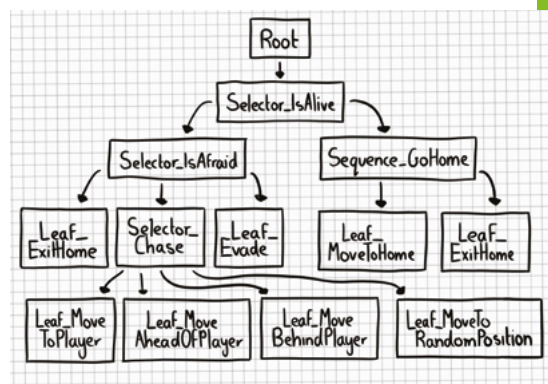 Root
Selector_IsAlive
Selector_IsAfraid
Sequence_GoHome
Leaf_
ExitHome
Selector_
Chase
Leaf_
Evade
Leaf_
MoveToHome
Leaf_
ExitHome
Leaf_Move
ToPlayer
Leaf_Move
AheadOfPlayer
Leaf_Move
BehindPlayer
Leaf_MoveTo
RandomPosition